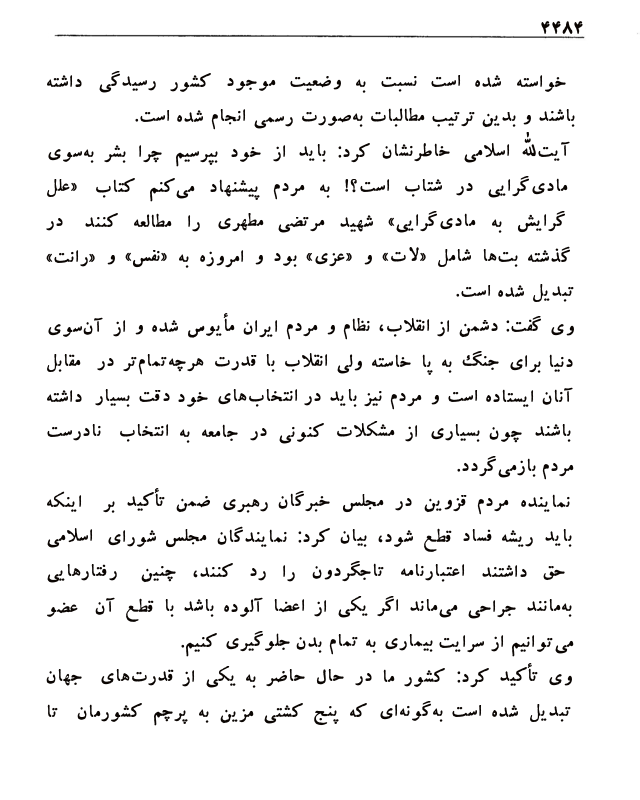 ۴۴۸۴
خواسته شده است نسبت به وضعیت موجود کشور رسیدگی داشته
باشند و بدین ترتیب مطالبات به‌صورت رسمی انجام شده است.
آیت‌الله اسلامی خاطرنشان کرد: باید از خود بپرسیم چرا بشر به‌سوی
مادی‌گرایی در شتاب است؟! به مردم پیشنهاد می‌کنم کتاب «علل
گرایش به مادی‌گرایی» شهید مرتضی مطهری را مطالعه کنند در
گذشته بت‌ها شامل «لات» و «عزی» بود و امروزه به «نفس» و «رانت»
تبدیل شده است.
وی گفت: دشمن از انقلاب، نظام و مردم ایران مأیوس شده و از آن‌سوی
دنیا برای جنگ به پا خاسته ولی انقلاب با قدرت هرچه‌تمام‌تر در مقابل
آنان ایستاده است و مردم نیز باید در انتخاب‌های خود دقت بسیار داشته
باشند چون بسیاری از مشکلات کنونی در جامعه به انتخاب نادرست
مردم بازمی‌گردد.
نماینده مردم قزوین در مجلس خبرگان رهبری ضمن تأکید بر اینکه
باید ریشه فساد قطع شود، بیان کرد: نمایندگان مجلس شورای اسلامی
حق داشتند اعتبارنامه تاجگردون را رد کنند، چنین رفتارهایی
به‌مانند جراحی می‌ماند اگر یکی از اعضا آلوده باشد با قطع آن عضو
می‌توانیم از سرایت بیماری به تمام بدن جلوگیری کنیم.
وی تأکید کرد: کشور ما در حال حاضر به یکی از قدرت‌های جهان
تبدیل شده است به‌گونه‌ای که پنج کشتی مزین به پرچم کشورمان تا